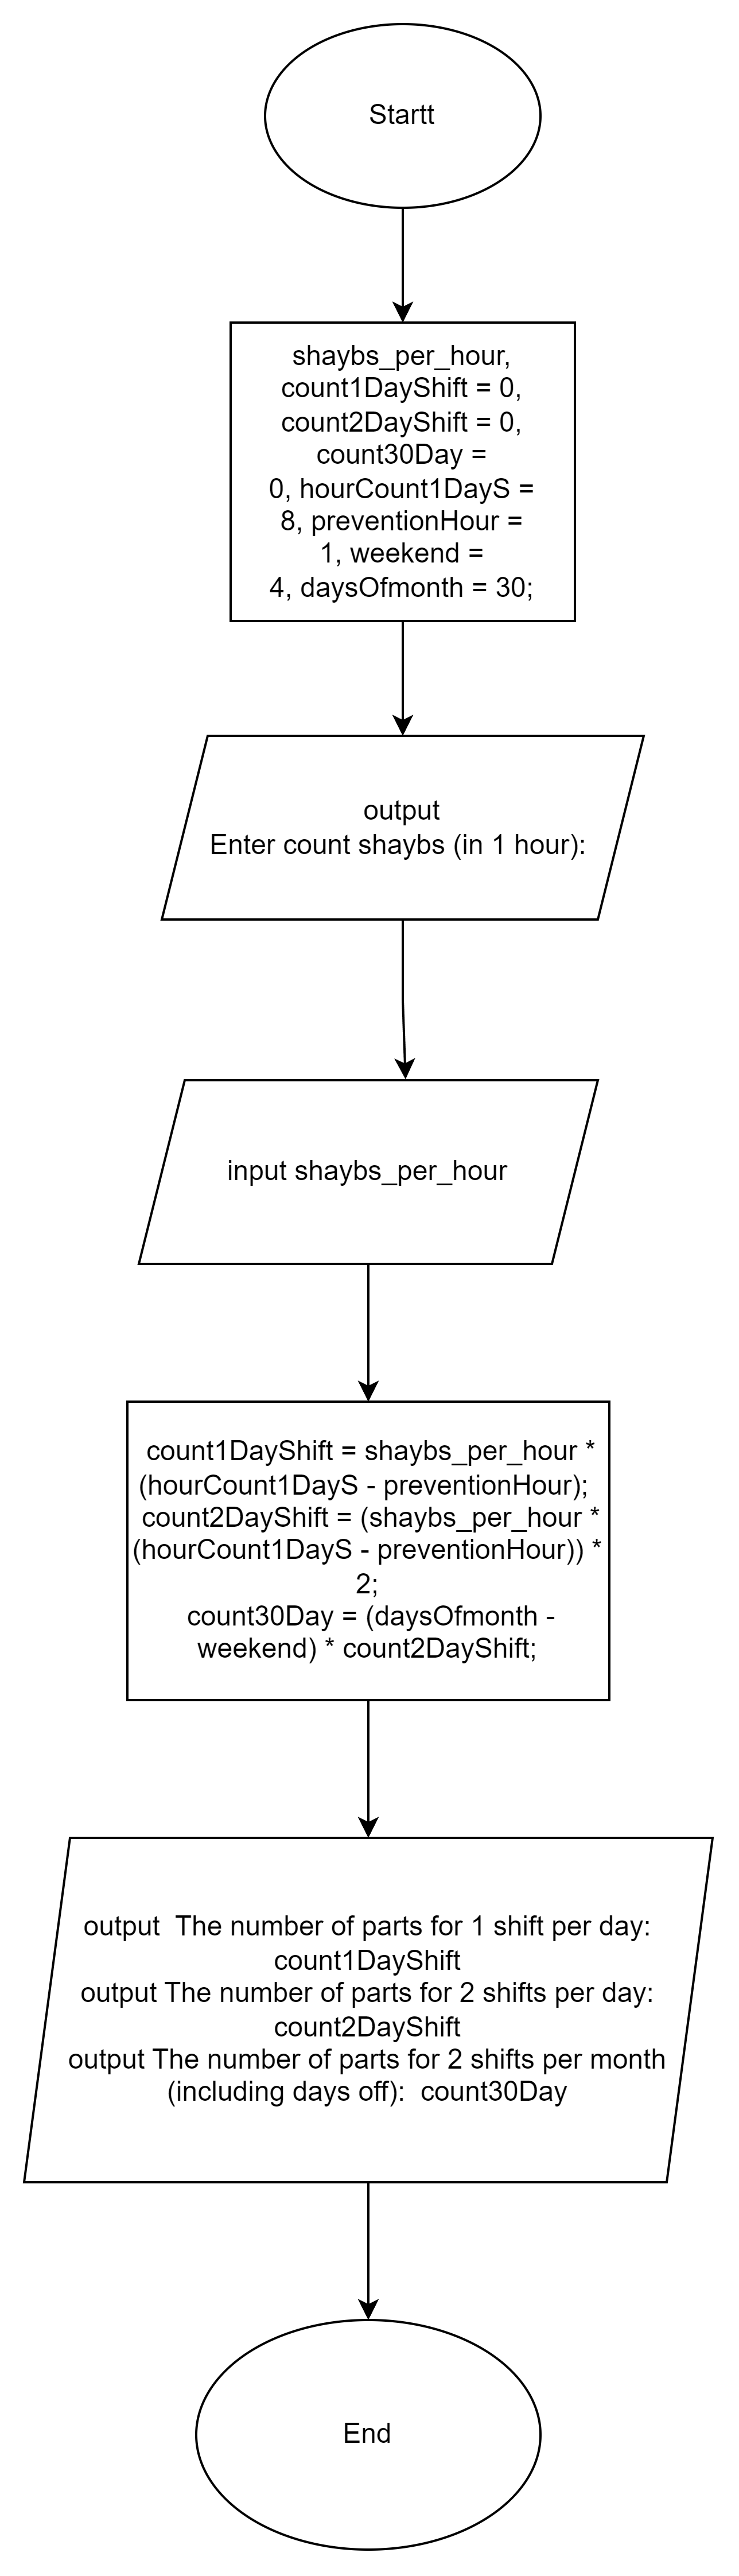 Startt
shaybs_per_hour,
count1DayShift = 0,
count2DayShift = 0,
count30Day =
0, hourCount1DayS =
8, preventionHour =
1, weekend =
4, daysOfmonth = 30;
output
Enter count shaybs (in 1 hour):
input shaybs_per_hour
count1DayShift = shaybs_per_hour *
(hourCount1DayS - preventionHour);
count2DayShift = (shaybs_per_hour *
(hourCount1DayS - preventionHour)) *
2;
count30Day = (daysOfmonth -
weekend) * count2DayShift;
output  The number of parts for 1 shift per day:
count1DayShift
output The number of parts for 2 shifts per day:
count2DayShift
output The number of parts for 2 shifts per month
(including days off):  count30Day
End